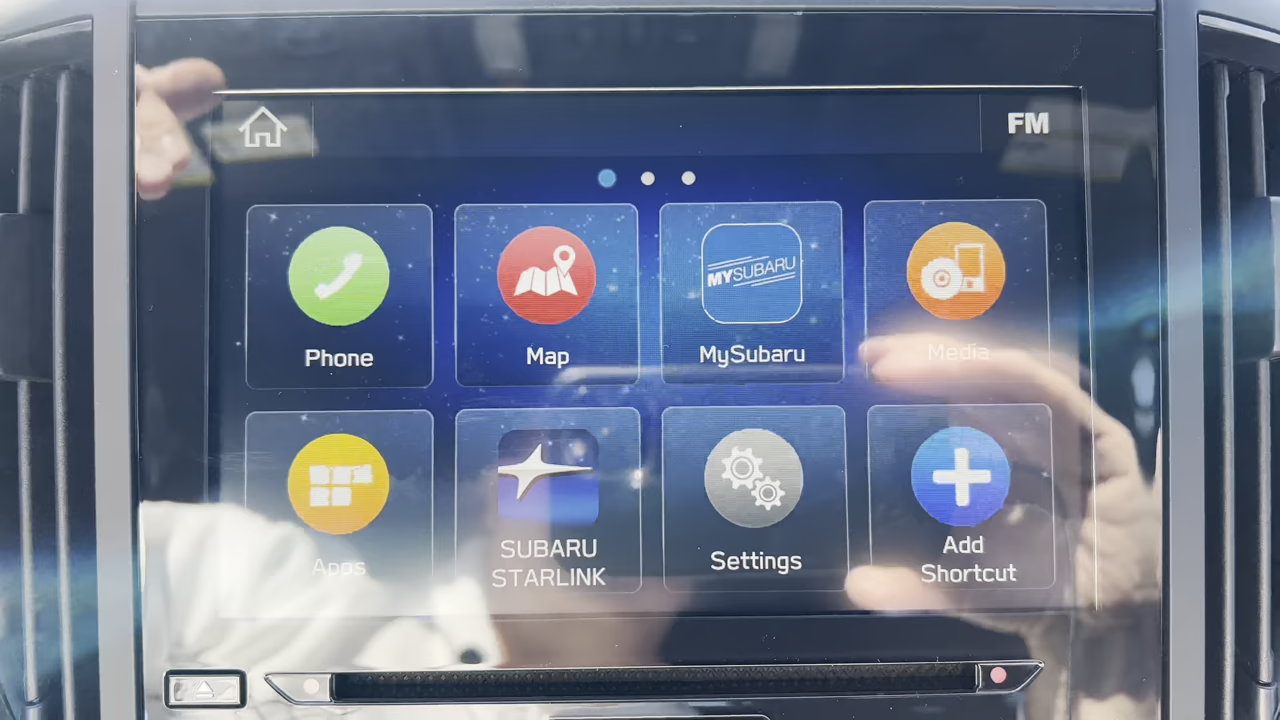 FM
Phone
Map
MYSUBARU
MySubaru
Media
Apps
SUBARU
STARLINK
Settings
Add
Shortcut